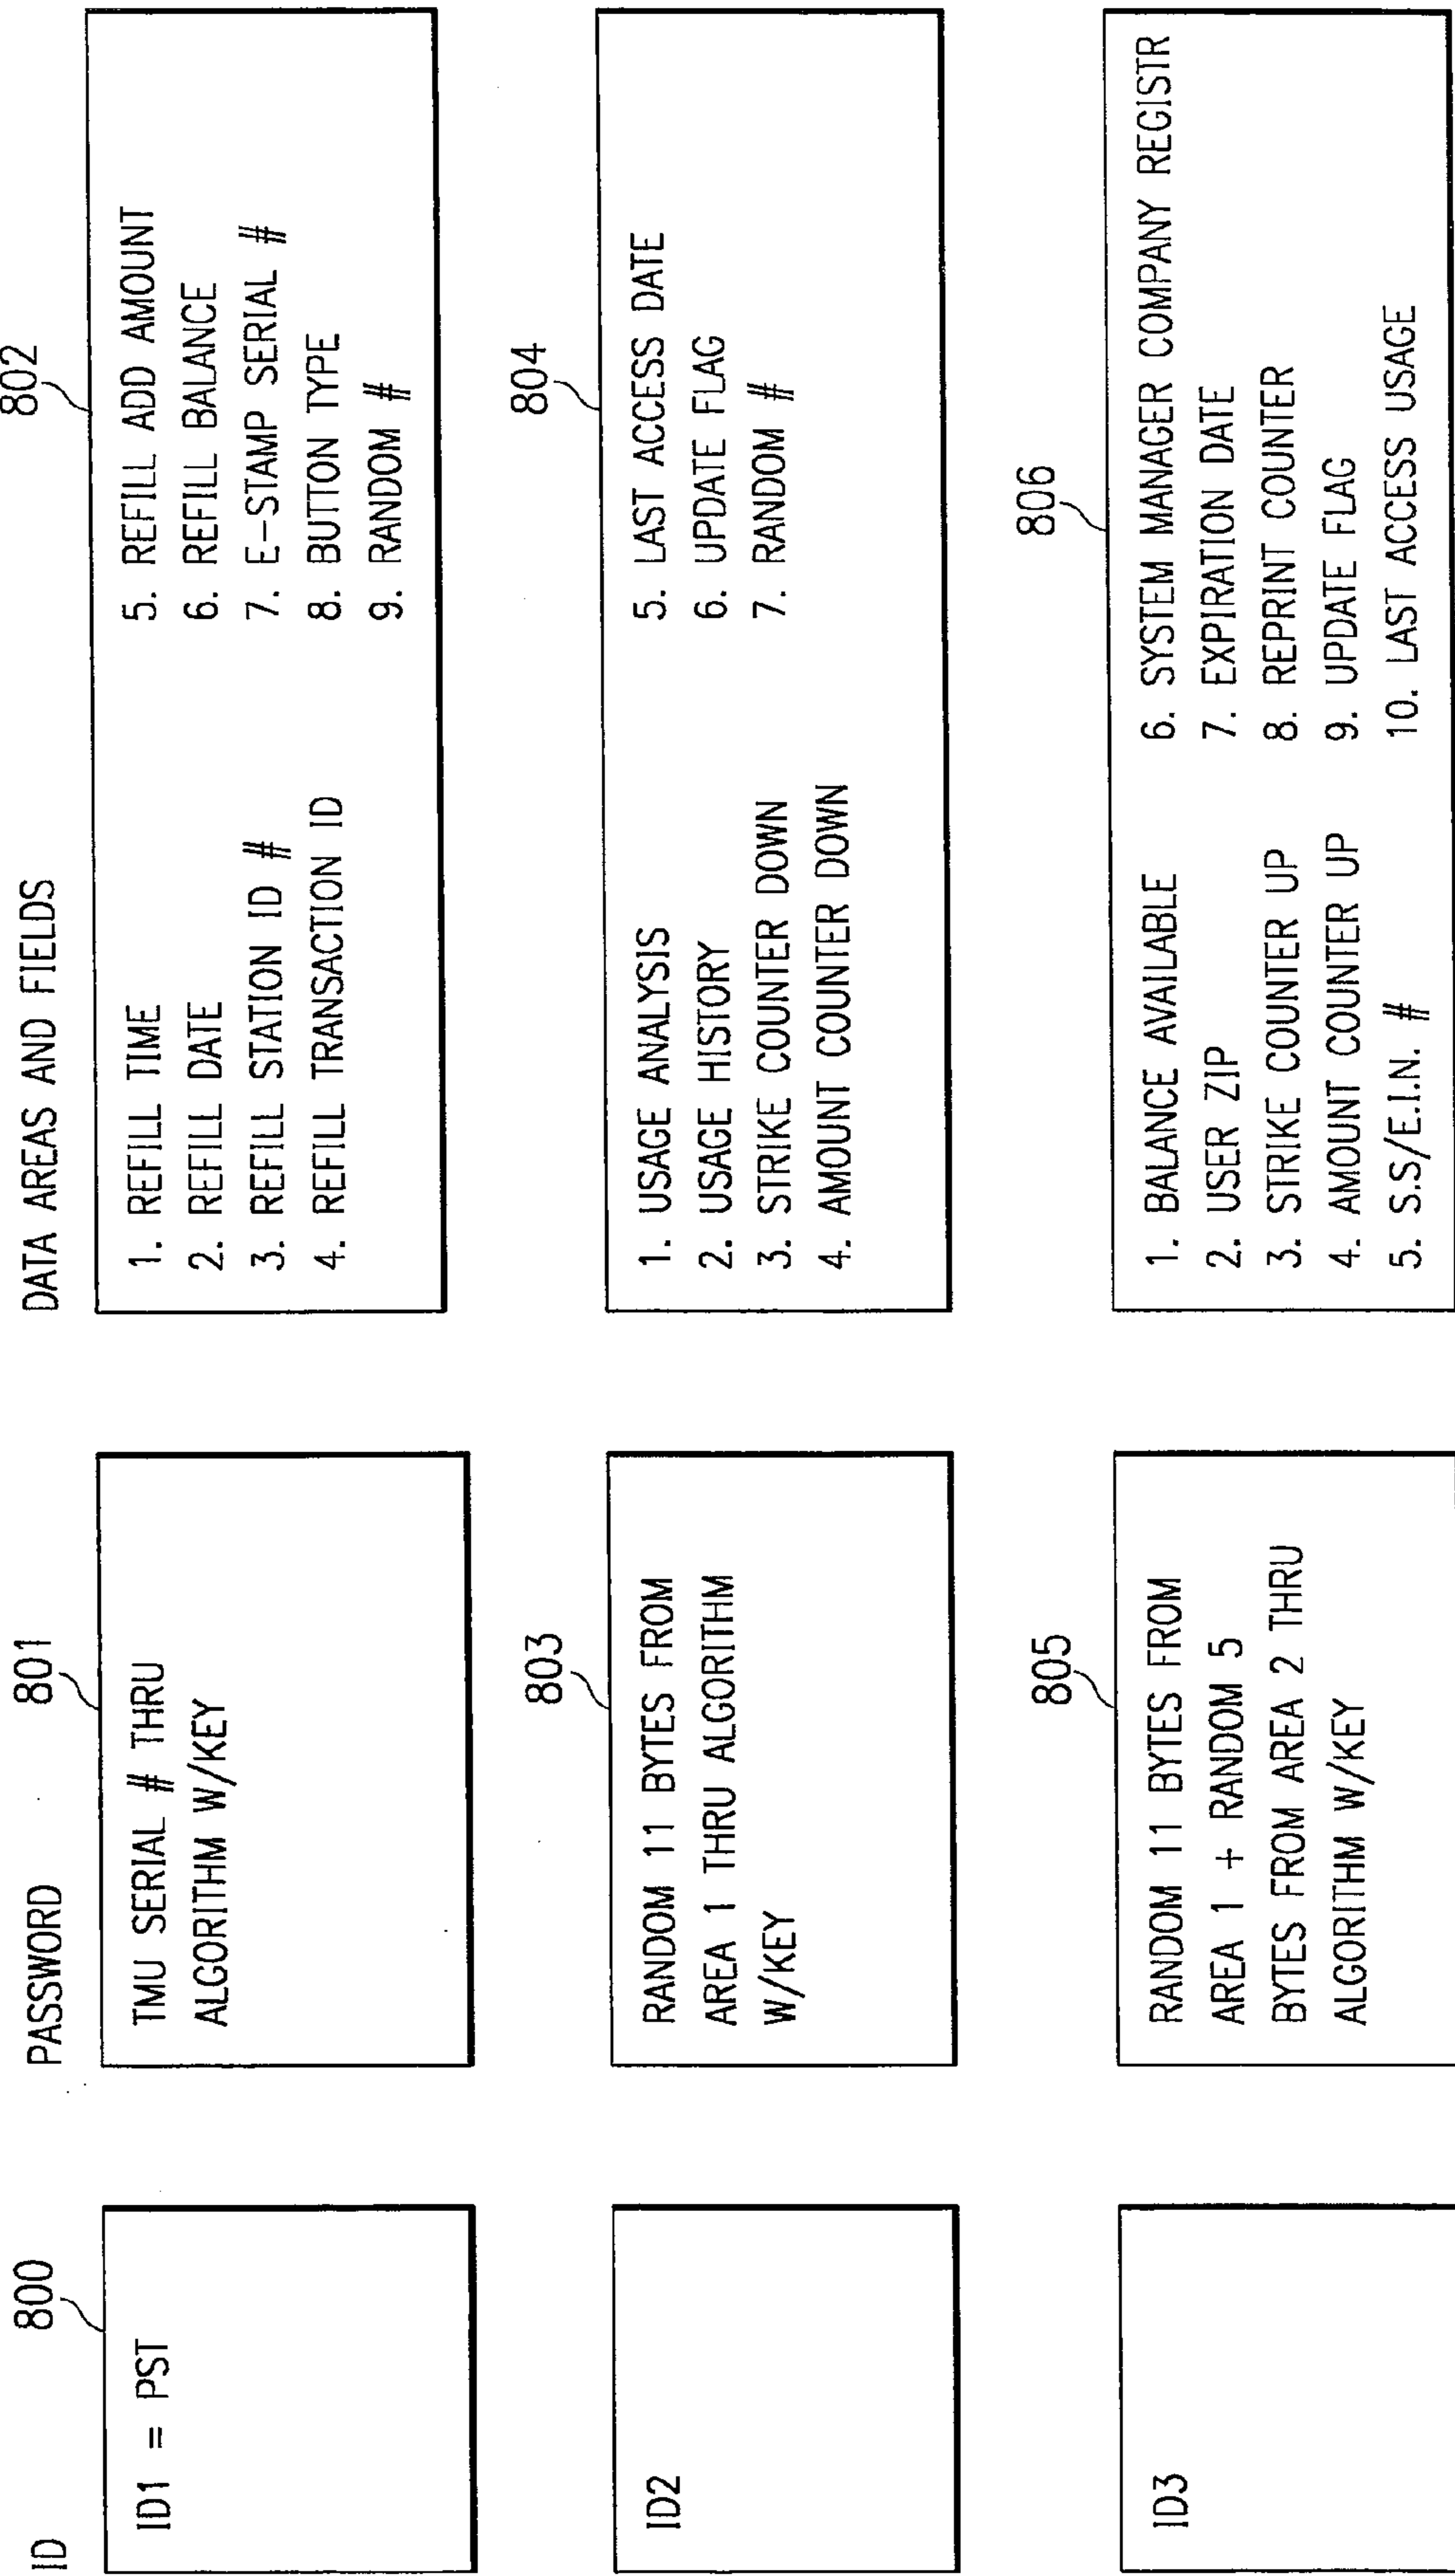 ID
PASSWORD
DATA AREAS AND FIELDS
800
ID1 = PST
801
TMU SERIAL # THRU
ALGORITHM W/KEY
802
1. REFILL TIME
2. REFILL DATE
3. REFILL STATION ID #
4. REFILL TRANSACTION ID
5. REFILL ADD AMOUNT
6. REFILL BALANCE
7. E-STAMP SERIAL #
8. BUTTON TYPE
9. RANDOM #
ID2
803
RANDOM 11 BYTES FROM
AREA 1 THRU ALGORITHM
W/KEY
804
1. USAGE ANALYSIS
2. USAGE HISTORY
3. STRIKE COUNTER DOWN
4. AMOUNT COUNTER DOWN
5. LAST ACCESS DATE
6. UPDATE FLAG
7. RANDOM #
ID3
805
RANDOM 11 BYTES FROM
AREA 1 + RANDOM 5
BYTES FROM AREA 2 THRU
ALGORITHM W/KEY
806
1. BALANCE AVAILABLE
2. USER ZIP
3. STRIKE COUNTER UP
4. AMOUNT COUNTER UP
5. S.S/E.I.N. #
6. SYSTEM MANAGER COMPANY REGISTR
7. EXPIRATION DATE
8. REPRINT COUNTER
9. UPDATE FLAG
10. LAST ACCESS USAGE